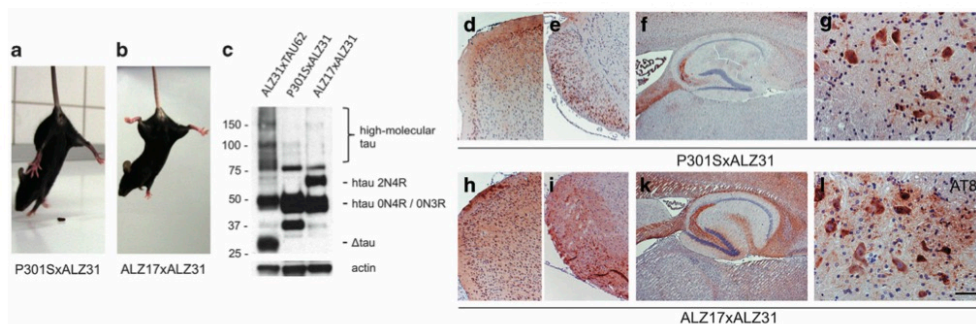 a
b
c
P301SxALZ31
ALZ17xALZ31
ALZ31xTAU62
P301SxALZ31
ALZ17xALZ31
150
100
75
50
37
25
high-molecular
tau
htau 2N4R
htau 0N4R / 0N3R
Δtau
actin
d
e
f
g
P301SxALZ31
h
i
k
l
AT8
ALZ17xALZ31